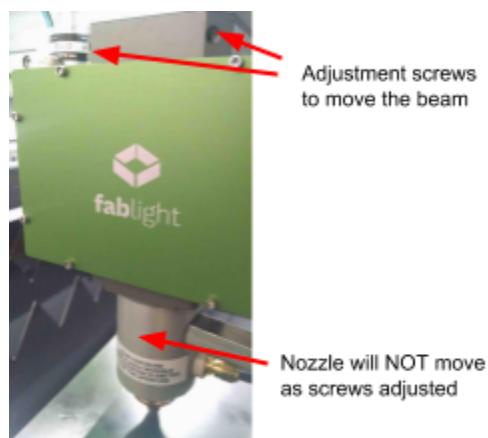 Adjustment screws
to move the beam
fablight
Nozzle will NOT move
as screws adjusted